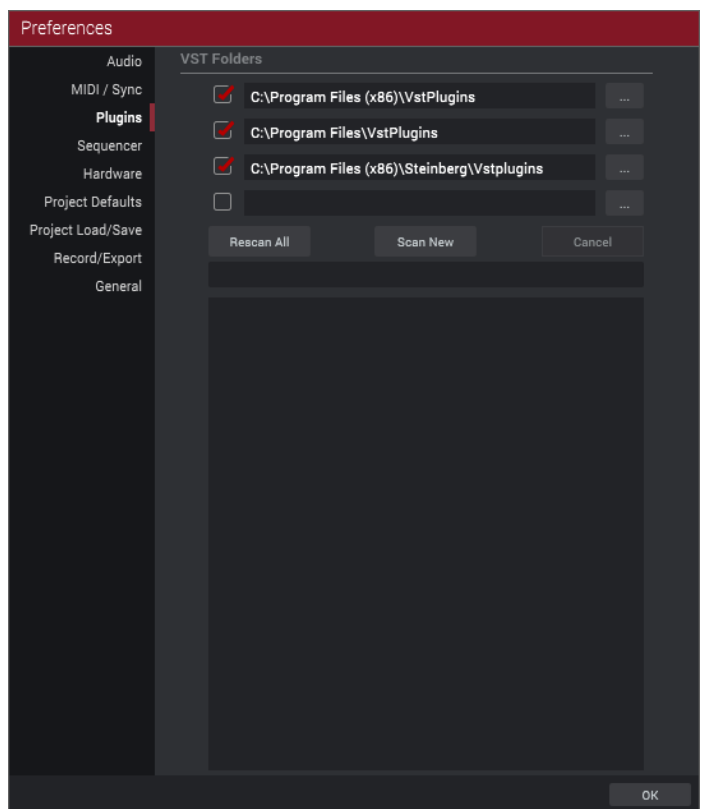 Preferences
Audio
MIDI / Sync
Plugins
Sequencer
Hardware
Project Defaults
Project Load/Save
Record/Export
General
VST Folders
C:\Program Files (x86)\VstPlugins
...
C:\Program Files\VstPlugins
...
C:\Program Files (x86)\Steinberg\Vstplugins
...
...
Rescan All
Scan New
Cancel
OK